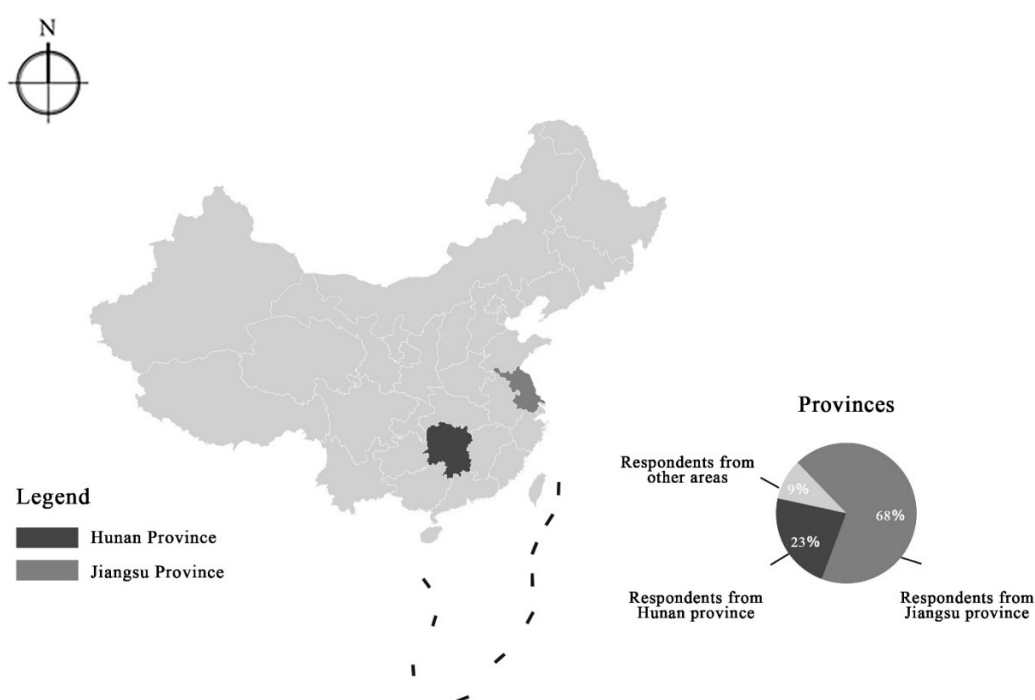 N
Legend
Hunan Province
Jiangsu Province
Provinces
Respondents from
other areas
9%
68%
23%
Respondents from
Hunan province
Respondents from
Jiangsu province